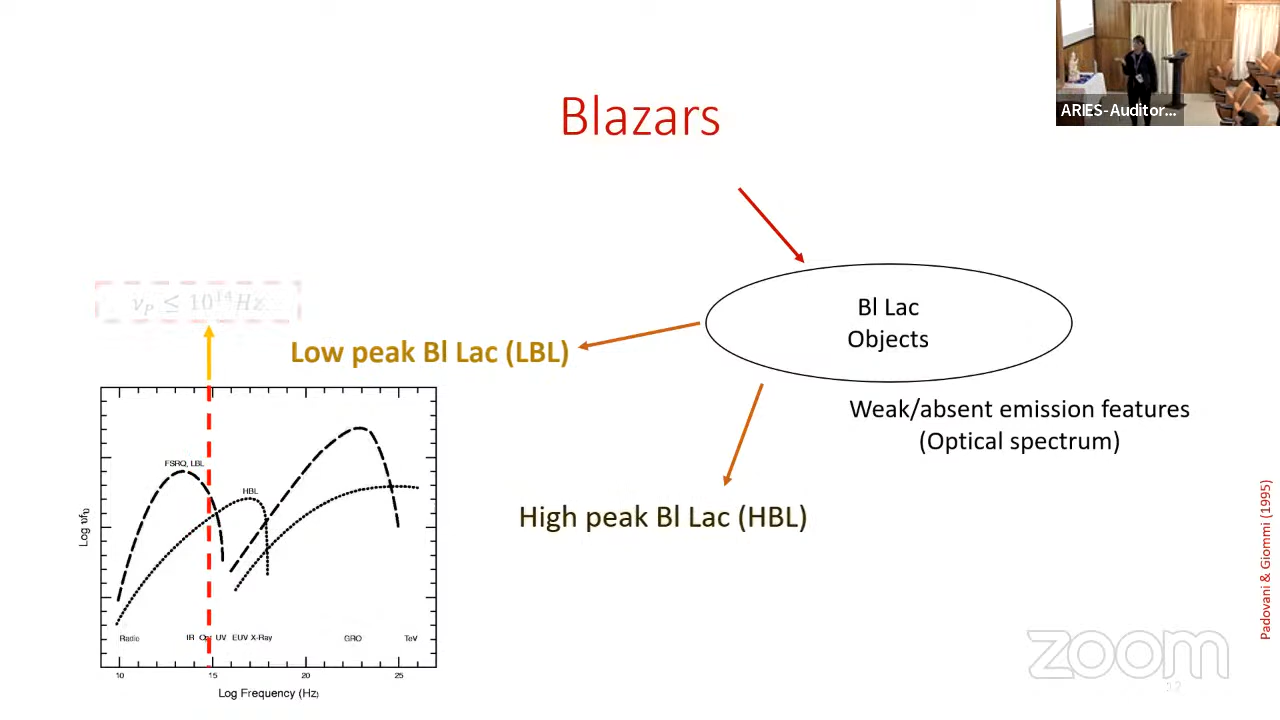 ARIES-Auditor...
Blazars
Bl Lac
Objects
ν_P ≤ 10^14 Hz
Low peak Bl Lac (LBL)
Weak/absent emission features
(Optical spectrum)
High peak Bl Lac (HBL)
FSRQ, LBL
HBL
Log νfν
Radio IR Opt UV EUV X-Ray GRO TeV
10 15 20 25
Log Frequency (Hz)
Padovani & Giommi (1995)
zoom